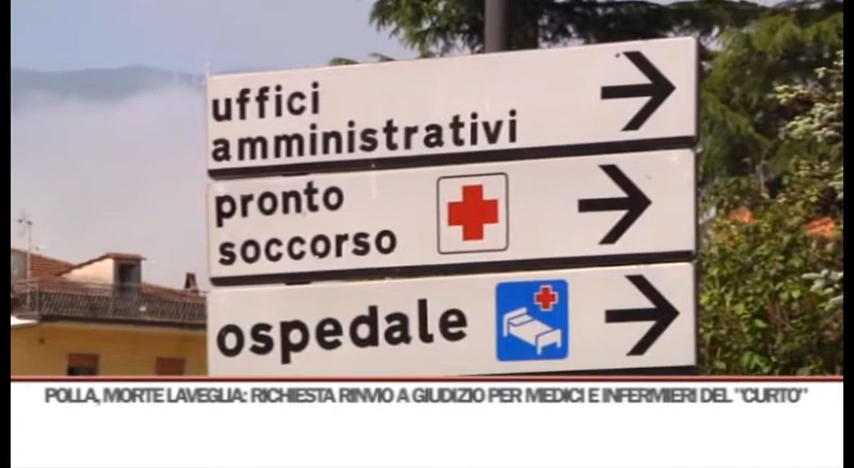 uffici
amministrativi
pronto
soccorso
ospedale
POLLA, MORTE LAVEGLIA: RICHIESTA RINVIO A GIUDIZIO PER MEDICI E INFERMIERI DEL "CURTO"